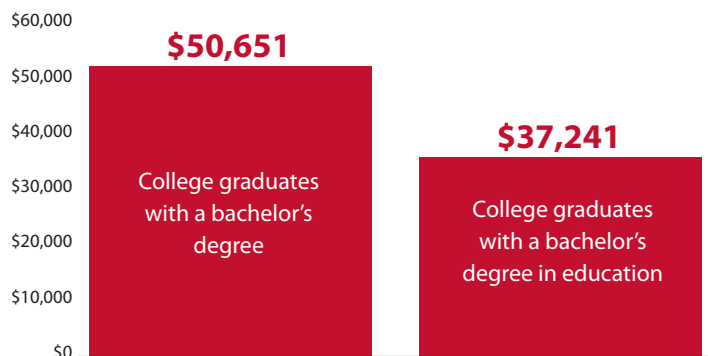 $60,000
$50,651
$50,000
$40,000
$37,241
$30,000
College graduates
with a bachelor’s
degree
College graduates
with a bachelor’s
degree in education
$20,000
$10,000
$0